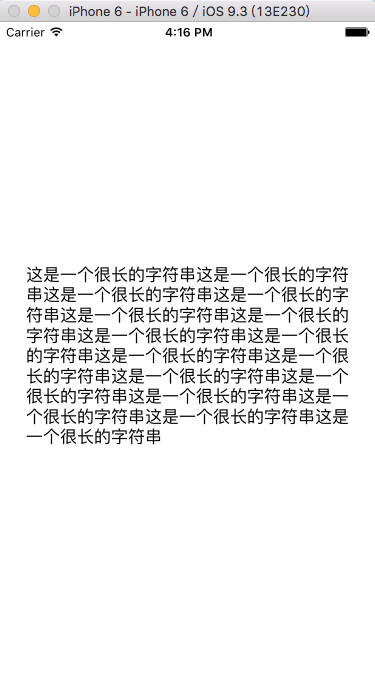 iPhone 6 - iPhone 6 / iOS 9.3 (13E230)
Carrier 4:16 PM
这是一个很长的字符串这是一个很长的字符
串这是一个很长的字符串这是一个很长的字
符串这是一个很长的字符串这是一个很长的
字符串这是一个很长的字符串这是一个很长
的字符串这是一个很长的字符串这是一个很
长的字符串这是一个很长的字符串这是一个
很长的字符串这是一个很长的字符串这是一
个很长的字符串这是一个很长的字符串这是
一个很长的字符串